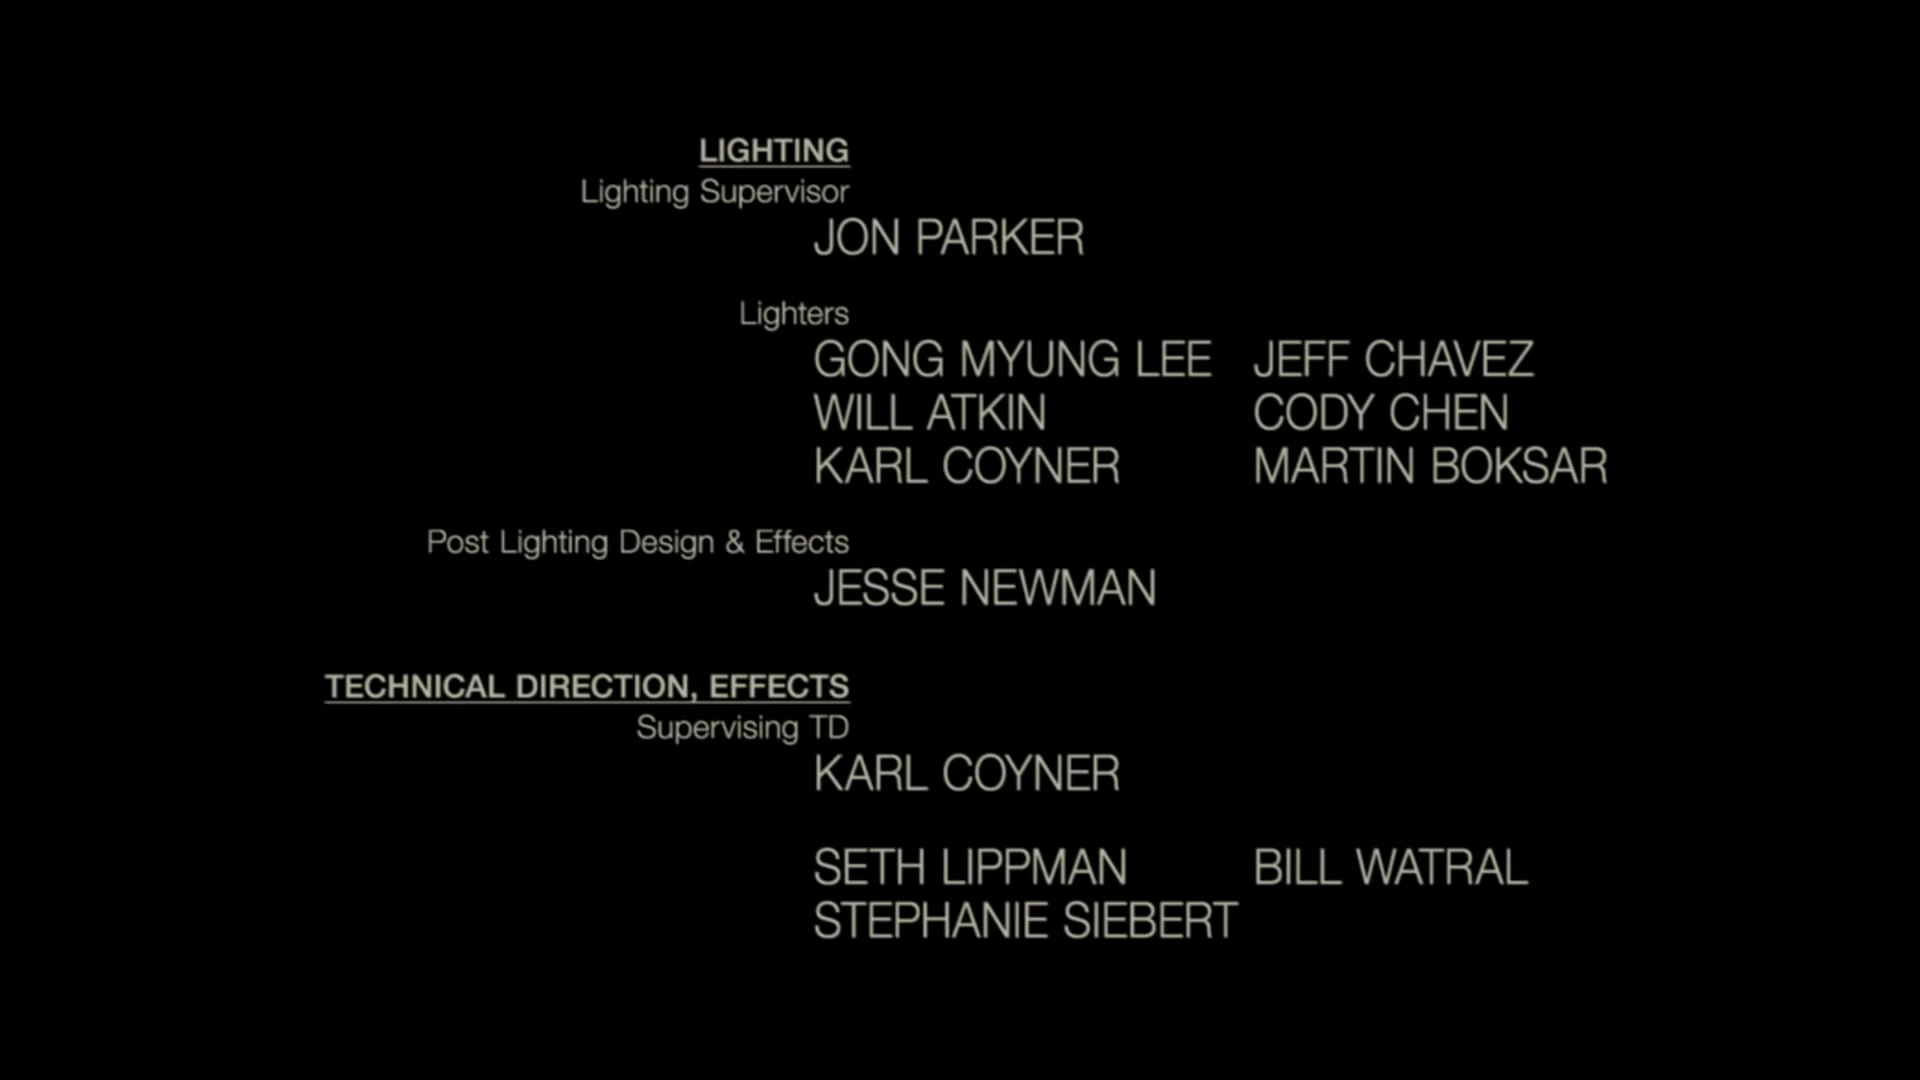 LIGHTING
Lighting Supervisor
JON PARKER
Lighters
GONG MYUNG LEE JEFF CHAVEZ
WILL ATKIN CODY CHEN
KARL COYNER MARTIN BOKSAR
Post Lighting Design & Effects
JESSE NEWMAN
TECHNICAL DIRECTION, EFFECTS
Supervising TD
KARL COYNER
SETH LIPPMAN BILL WATRAL
STEPHANIE SIEBERT